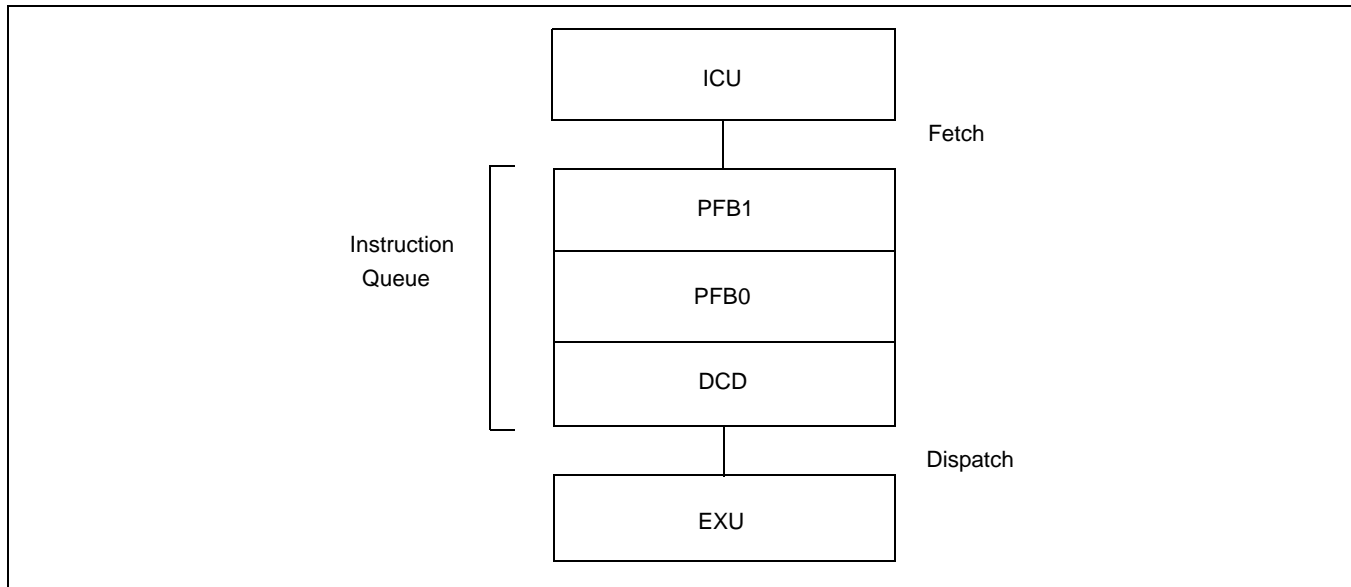 ICU
Fetch
PFB1
Instruction
Queue
PFB0
DCD
Dispatch
EXU